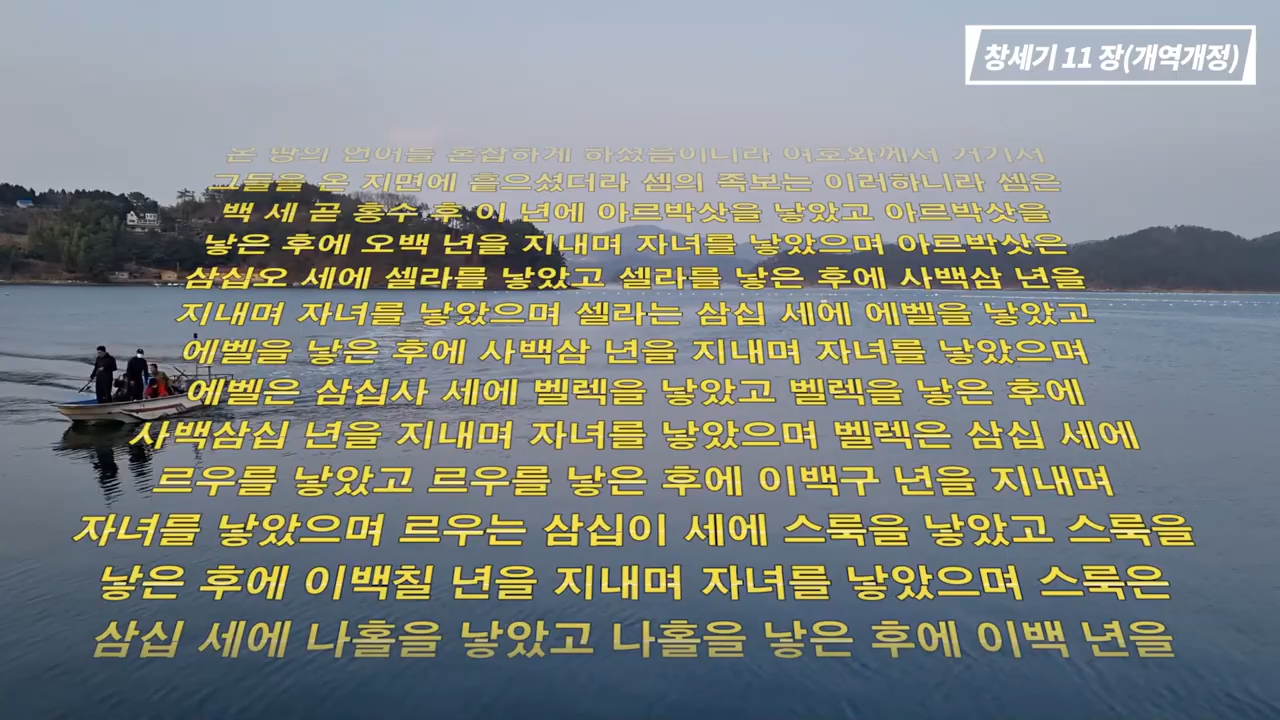 창세기 11 장(개역개정)
온 땅의 언어를 혼잡하게 하셨음이니라 여호와께서 거기서
그들을 온 지면에 흩으셨더라 셈의 족보는 이러하니라 셈은
백 세 곧 홍수 후 이 년에 아르박삿을 낳았고 아르박삿을
낳은 후에 오백 년을 지내며 자녀를 낳았으며 아르박삿은
삼십오 세에 셀라를 낳았고 셀라를 낳은 후에 사백삼 년을
지내며 자녀를 낳았으며 셀라는 삼십 세에 에벨을 낳았고
에벨을 낳은 후에 사백삼 년을 지내며 자녀를 낳았으며
에벨은 삼십사 세에 벨렉을 낳았고 벨렉을 낳은 후에
사백삼십 년을 지내며 자녀를 낳았으며 벨렉은 삼십 세에
르우를 낳았고 르우를 낳은 후에 이백구 년을 지내며
자녀를 낳았으며 르우는 삼십이 세에 스룩을 낳았고 스룩을
낳은 후에 이백칠 년을 지내며 자녀를 낳았으며 스룩은
삼십 세에 나홀을 낳았고 나홀을 낳은 후에 이백 년을